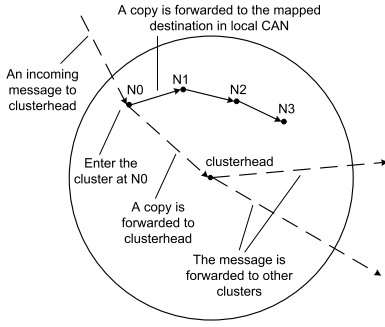 A copy is forwarded to the mapped
destination in local CAN
An incoming
message to
clusterhead
N0
N1
N2
N3
Enter the
cluster at N0
clusterhead
A copy is
forwarded to
clusterhead
The message is
forwarded to other
clusters